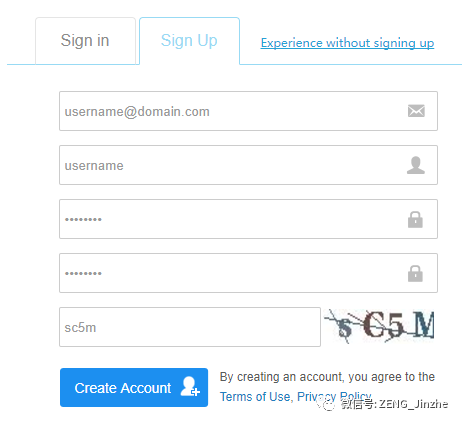 Sign in
Sign Up
Experience without signing up
username@domain.com
username
••••••••
••••••••
sc5m
sC5M
Create Account
By creating an account, you agree to the
Terms of Use, Privacy Policy
微信号: ZENG_Jinzhe